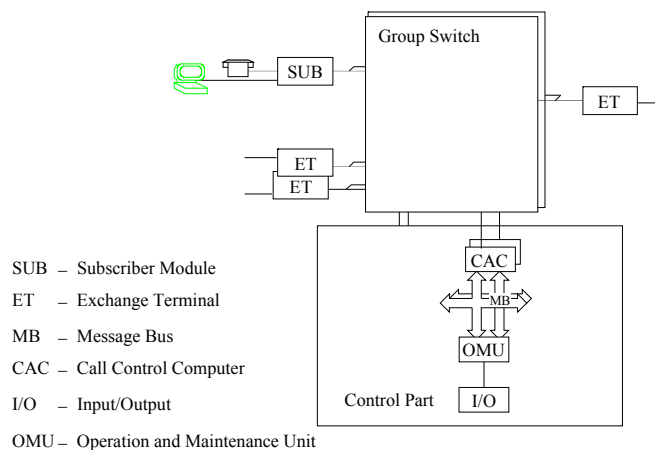 Group Switch
SUB
ET
ET
ET
CAC
MB
OMU
Control Part
I/O
SUB – Subscriber Module
ET – Exchange Terminal
MB – Message Bus
CAC – Call Control Computer
I/O – Input/Output
OMU – Operation and Maintenance Unit